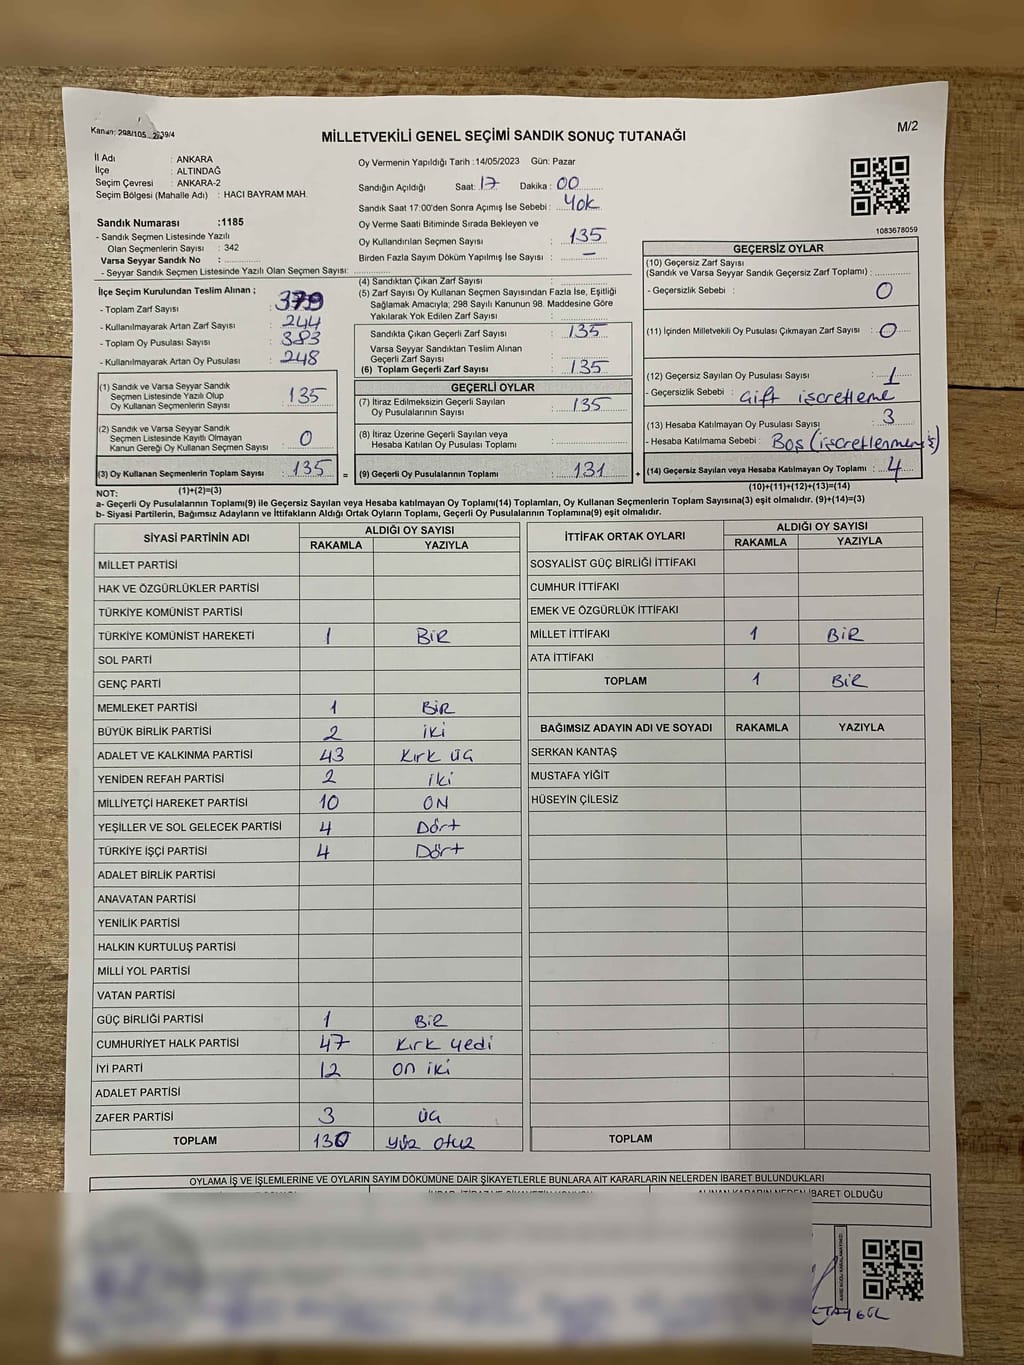 Kanun: 298/105, 2839/4
M/2
MİLLETVEKİLİ GENEL SEÇİMİ SANDIK SONUÇ TUTANAĞI
İl Adı : ANKARA
İlçe : ALTINDAĞ
Seçim Çevresi : ANKARA-2
Seçim Bölgesi (Mahalle Adı) : HACI BAYRAM MAH.
Sandık Numarası :1185
- Sandık Seçmen Listesinde Yazılı
Olan Seçmenlerin Sayısı : 342
Varsa Seyyar Sandık No :
- Seyyar Sandık Seçmen Listesinde Yazılı Olan Seçmen Sayısı:
Oy Vermenin Yapıldığı Tarih :14/05/2023 Gün: Pazar
Sandığın Açıldığı Saat: 17 Dakika : 00
Sandık Saat 17:00'den Sonra Açımış İse Sebebi : Yok
Oy Verme Saati Bitiminde Sırada Bekleyen ve
Oy Kullandırılan Seçmen Sayısı : 135
Birden Fazla Sayım Döküm Yapılmış İse Sayısı : –
1083678059
İlçe Seçim Kurulundan Teslim Alınan ;
- Toplam Zarf Sayısı : 379
- Kullanılmayarak Artan Zarf Sayısı : 244
- Toplam Oy Pusulası Sayısı : 383
- Kullanılmayarak Artan Oy Pusulası : 248
(1) Sandık ve Varsa Seyyar Sandık
Seçmen Listesinde Yazılı Olup
Oy Kullanan Seçmenlerin Sayısı : 135
(2) Sandık ve Varsa Seyyar Sandık
Seçmen Listesinde Kayıtlı Olmayan
Kanun Gereği Oy Kullanan Seçmen Sayısı : 0
(3) Oy Kullanan Seçmenlerin Toplam Sayısı : 135 =
(1)+(2)=(3)
(4) Sandıktan Çıkan Zarf Sayısı :
(5) Zarf Sayısı Oy Kullanan Seçmen Sayısından Fazla İse, Eşitliği
Sağlamak Amacıyla; 298 Sayılı Kanunun 98. Maddesine Göre
Yakılarak Yok Edilen Zarf Sayısı :
Sandıkta Çıkan Geçerli Zarf Sayısı : 135
Varsa Seyyar Sandıktan Teslim Alınan
Geçerli Zarf Sayısı :
(6) Toplam Geçerli Zarf Sayısı : 135
GEÇERLİ OYLAR
(7) İtiraz Edilmeksizin Geçerli Sayılan
Oy Pusulalarının Sayısı : 135
(8) İtiraz Üzerine Geçerli Sayılan veya
Hesaba Katılan Oy Pusulası Toplamı :
(9) Geçerli Oy Pusulalarının Toplamı : 131 +
GEÇERSİZ OYLAR
(10) Geçersiz Zarf Sayısı
(Sandık ve Varsa Seyyar Sandık Geçersiz Zarf Toplamı) :
- Geçersizlik Sebebi : 0
(11) İçinden Milletvekili Oy Pusulası Çıkmayan Zarf Sayısı : 0
(12) Geçersiz Sayılan Oy Pusulası Sayısı : 1
- Geçersizlik Sebebi : Çift işaretleme
(13) Hesaba Katılmayan Oy Pusulası Sayısı : 3
- Hesaba Katılmama Sebebi : Boş (işaretlenmemiş)
(14) Geçersiz Sayılan veya Hesaba Katılmayan Oy Toplamı : 4
(10)+(11)+(12)+(13)=(14)
NOT:
a- Geçerli Oy Pusulalarının Toplamı(9) ile Geçersiz Sayılan veya Hesaba Katılmayan Oy Toplamı(14) Toplamları, Oy Kullanan Seçmenlerin Toplam Sayısına(3) eşit olmalıdır. (9)+(14)=(3)
b- Siyasi Partilerin, Bağımsız Adayların ve İttifakların Aldığı Ortak Oyların Toplamı, Geçerli Oy Pusulalarının Toplamına(9) eşit olmalıdır.
SİYASİ PARTİNİN ADI ALDIĞI OY SAYISI
RAKAMLA YAZIYLA
MİLLET PARTİSİ
HAK VE ÖZGÜRLÜKLER PARTİSİ
TÜRKİYE KOMÜNİST PARTİSİ
TÜRKİYE KOMÜNİST HAREKETİ 1 BİR
SOL PARTİ
GENÇ PARTİ
MEMLEKET PARTİSİ 1 BİR
BÜYÜK BİRLİK PARTİSİ 2 iki
ADALET VE KALKINMA PARTİSİ 43 Kırk üç
YENİDEN REFAH PARTİSİ 2 iki
MİLLİYETÇİ HAREKET PARTİSİ 10 ON
YEŞİLLER VE SOL GELECEK PARTİSİ 4 Dört
TÜRKİYE İŞÇİ PARTİSİ 4 Dört
ADALET BİRLİK PARTİSİ
ANAVATAN PARTİSİ
YENİLİK PARTİSİ
HALKIN KURTULUŞ PARTİSİ
MİLLİ YOL PARTİSİ
VATAN PARTİSİ
GÜÇ BİRLİĞİ PARTİSİ 1 BİR
CUMHURİYET HALK PARTİSİ 47 Kırk yedi
İYİ PARTİ 12 on iki
ADALET PARTİSİ
ZAFER PARTİSİ 3 üç
TOPLAM 130 yüz otuz
İTTİFAK ORTAK OYLARI ALDIĞI OY SAYISI
RAKAMLA YAZIYLA
SOSYALİST GÜÇ BİRLİĞİ İTTİFAKI
CUMHUR İTTİFAKI
EMEK VE ÖZGÜRLÜK İTTİFAKI
MİLLET İTTİFAKI 1 BİR
ATA İTTİFAKI
TOPLAM 1 BİR
BAĞIMSIZ ADAYIN ADI VE SOYADI RAKAMLA YAZIYLA
SERKAN KANTAŞ
MUSTAFA YİĞİT
HÜSEYİN ÇİLESİZ
TOPLAM
OYLAMA İŞ VE İŞLEMLERİNE VE OYLARIN SAYIM DÖKÜMÜNE DAİR ŞİKAYETLERLE BUNLARA AİT KARARLARIN NELERDEN İBARET BULUNDUKLARI
ALINAN KARARIN NEDEN İBARET OLDUĞU